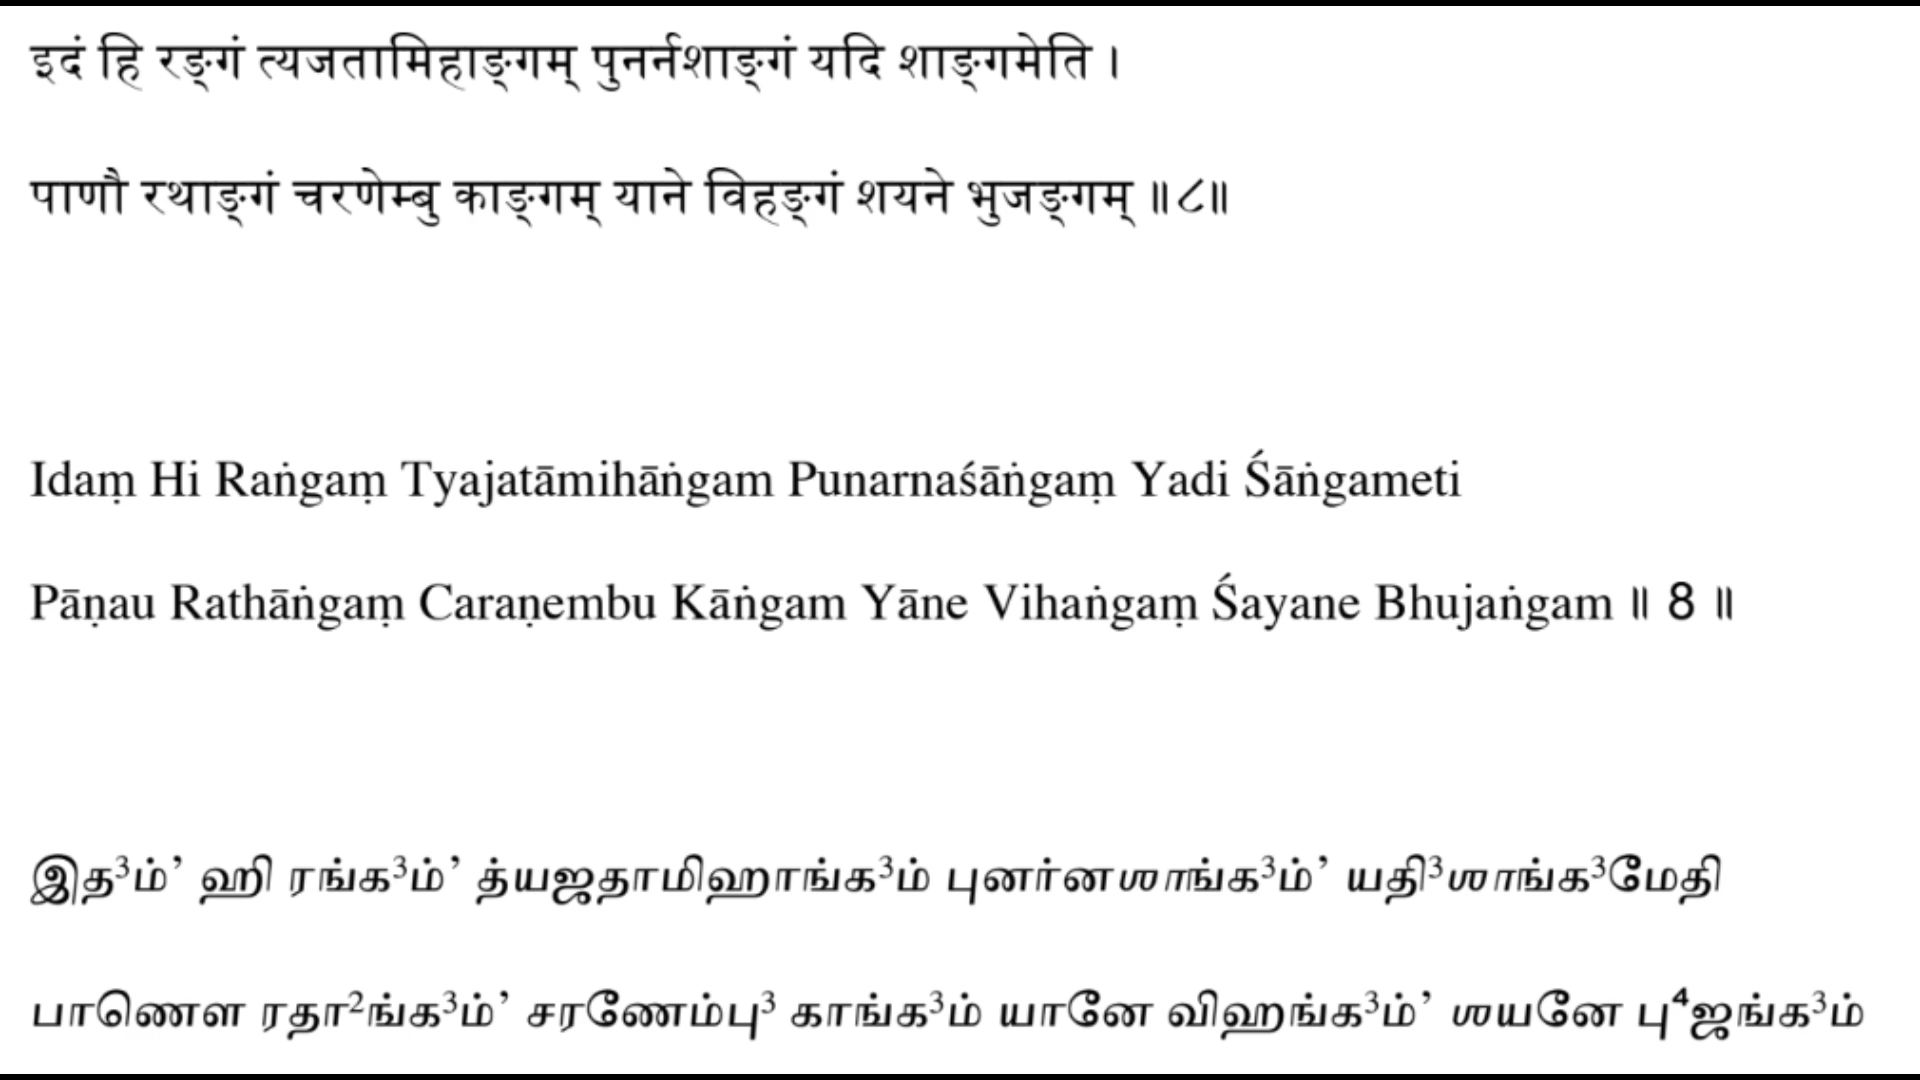 इदं हि रङ्गं त्यजतामिहाङ्गम् पुनर्नशाङ्गं यदि शाङ्गमेति ।
पाणौ रथाङ्गं चरणेम्बु काङ्गम् याने विहङ्गं शयने भुजङ्गम् ॥८॥
Idaṃ Hi Raṅgaṃ Tyajatāmihāṅgam Punarnaśāṅgaṃ Yadi Śāṅgameti
Pāṇau Rathāṅgaṃ Caraṇembu Kāṅgam Yāne Vihaṅgaṃ Śayane Bhujaṅgam ॥ 8 ॥
இத³ம்’ ஹி ரங்க³ம்’ த்யஜதாமிஹாங்க³ம் புனர்னஶாங்க³ம்’ யதி³ஶாங்க³மேதி
பாணௌ ரதா²ங்க³ம்’ சரணேம்பு³ காங்க³ம் யானே விஹங்க³ம்’ ஶயனே பு⁴ஜங்க³ம்